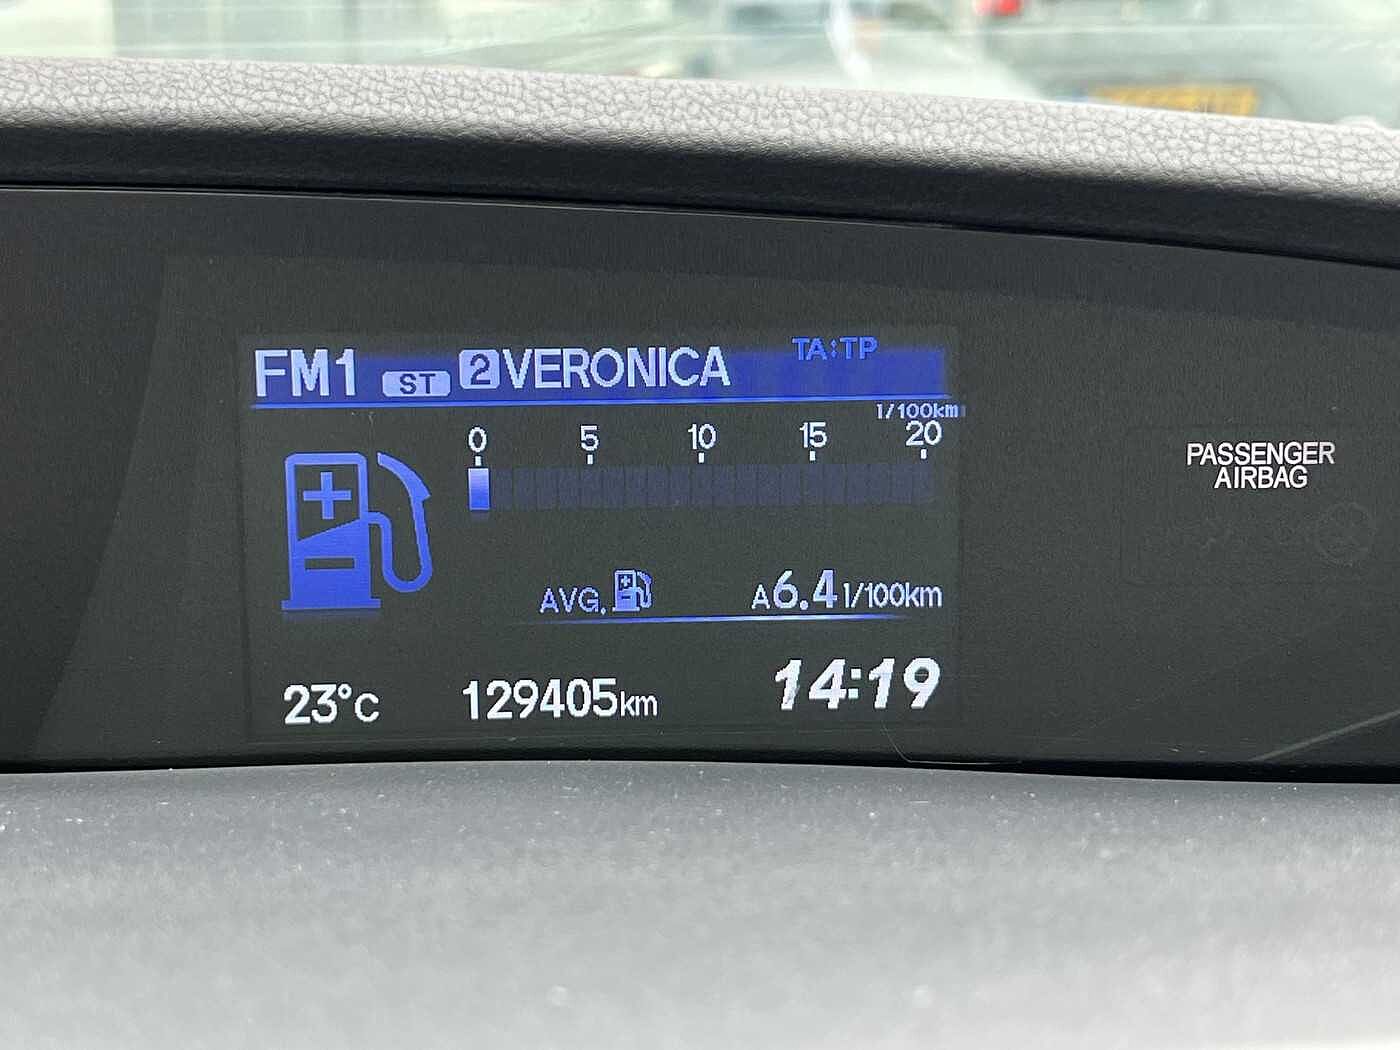 FM1 ST 2 VERONICA TA:TP
l/100km
0 5 10 15 20
AVG. A6.4l/100km
23°C 129405km 14:19
PASSENGER
AIRBAG